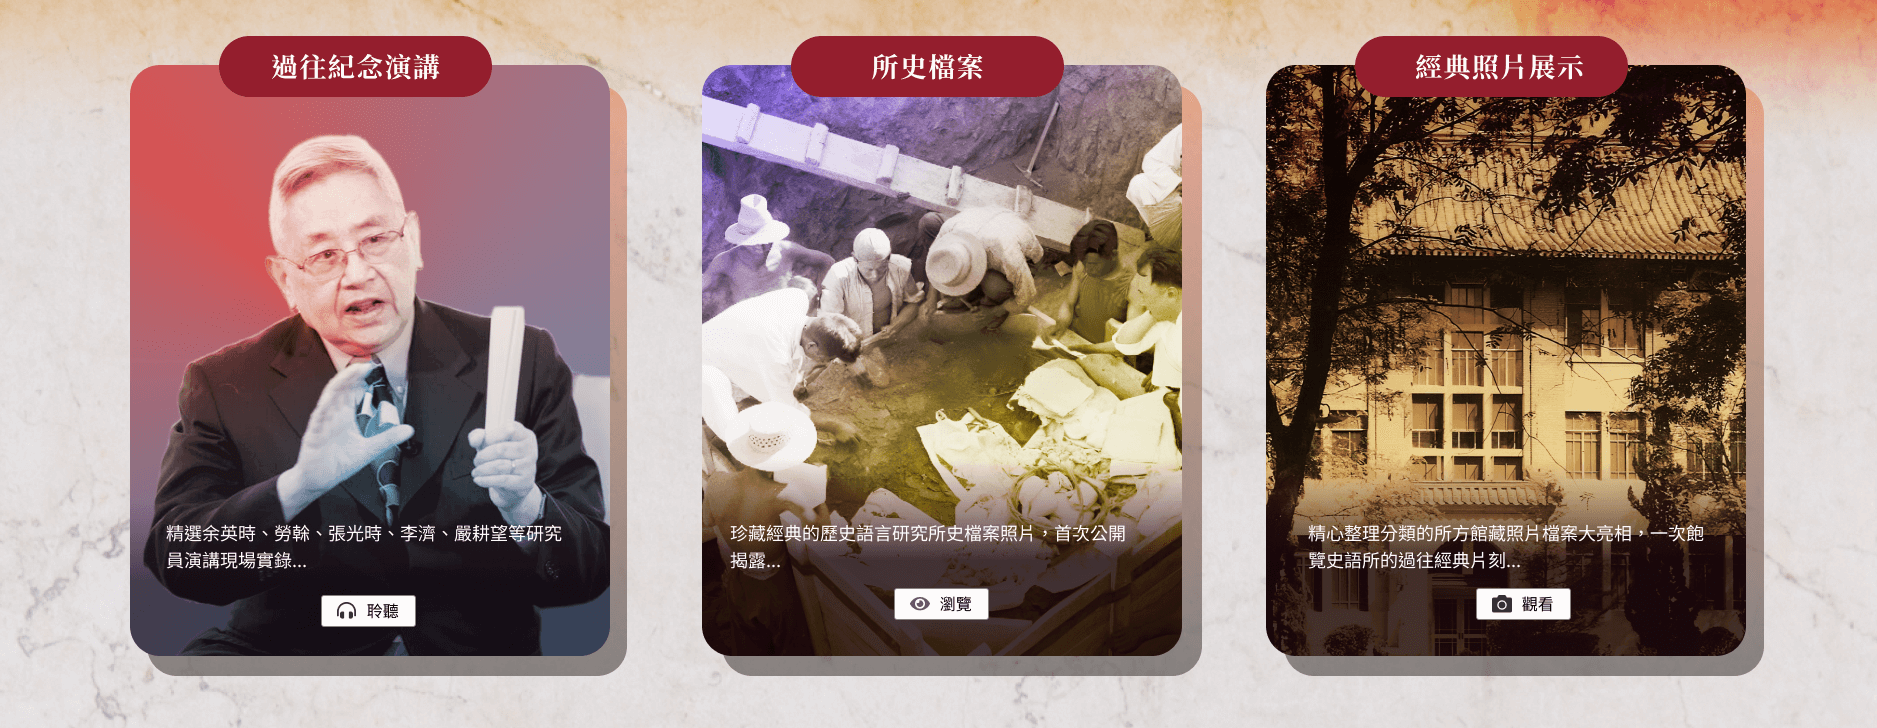 過往紀念演講
精選余英時、勞榦、張光時、李濟、嚴耕望等研究
員演講現場實錄...
聆聽
所史檔案
珍藏經典的歷史語言研究所史檔案照片，首次公開
揭露...
瀏覽
經典照片展示
精心整理分類的所方館藏照片檔案大亮相，一次飽
覽史語所的過往經典片刻...
觀看